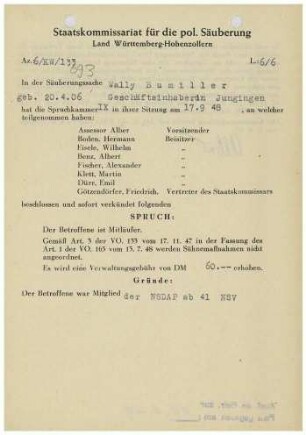 Staatskommissariat für die pol. Säuberung
Land Württemberg-Hohenzollern
Az. 6/KW/133 L: 6/6
693
In der Säuberungssache Wally Bumiller
geb. 20.4.06 Geschäftsinhaberin Jungingen
hat die Spruchkammer IX in ihrer Sitzung am 17.9 48, an welcher
teilgenommen haben:
Assessor Alber Vorsitzender
Boden, Hermann Beisitzer
Eisele, Wilhelm „
Benz, Albert „
Fischer, Alexander „
Klett, Martin „
Dürr, Emil „
Götzendörfer, Friedrich, Vertreter des Staatskommissars
beschlossen und sofort verkündet folgenden
SPRUCH:
Der Betroffene ist Mitläufer.
Gemäß Art. 3 der VO. 133 vom 17. 11. 47 in der Fassung des
Art. 1 der VO. 165 vom 13. 7. 48 werden Sühnemaßnahmen nicht
angeordnet.
Es wird eine Verwaltungsgebühr von DM 60.-- erhoben.
Gründe:
Der Betroffene war Mitglied der NSDAP ab 41 NSV